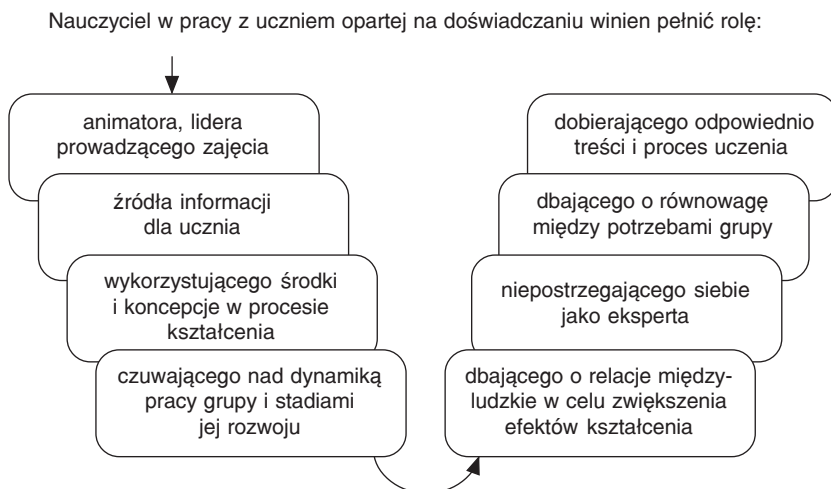 Nauczyciel w pracy z uczniem opartej na doświadczaniu winien pełnić rolę:
animatora, lidera
prowadzącego zajęcia
źródła informacji
dla ucznia
wykorzystującego środki
i koncepcje w procesie
kształcenia
czuwającego nad dynamiką
pracy grupy i stadiami
jej rozwoju
dobierającego odpowiednio
treści i proces uczenia
dbającego o równowagę
między potrzebami grupy
niepostrzegającego siebie
jako eksperta
dbającego o relacje między-
ludzkie w celu zwiększenia
efektów kształcenia